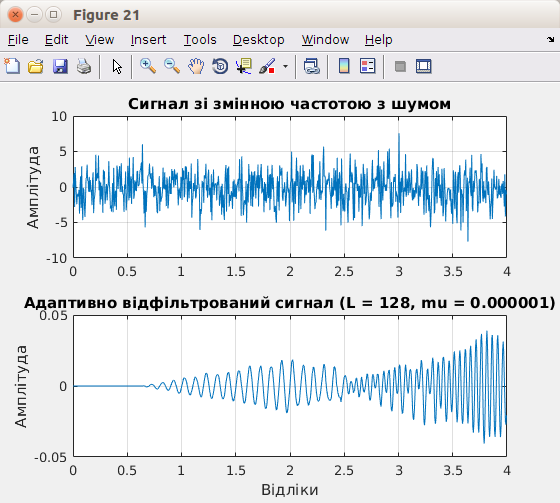 Figure 21
File Edit View Insert Tools Desktop Window Help
Сигнал зі змінною частотою з шумом
Амплітуда
10
5
0
-5
-10
0 0.5 1 1.5 2 2.5 3 3.5 4
Адаптивно відфільтрований сигнал (L = 128, mu = 0.000001)
Амплітуда
0.05
0
-0.05
0 0.5 1 1.5 2 2.5 3 3.5 4
Відліки